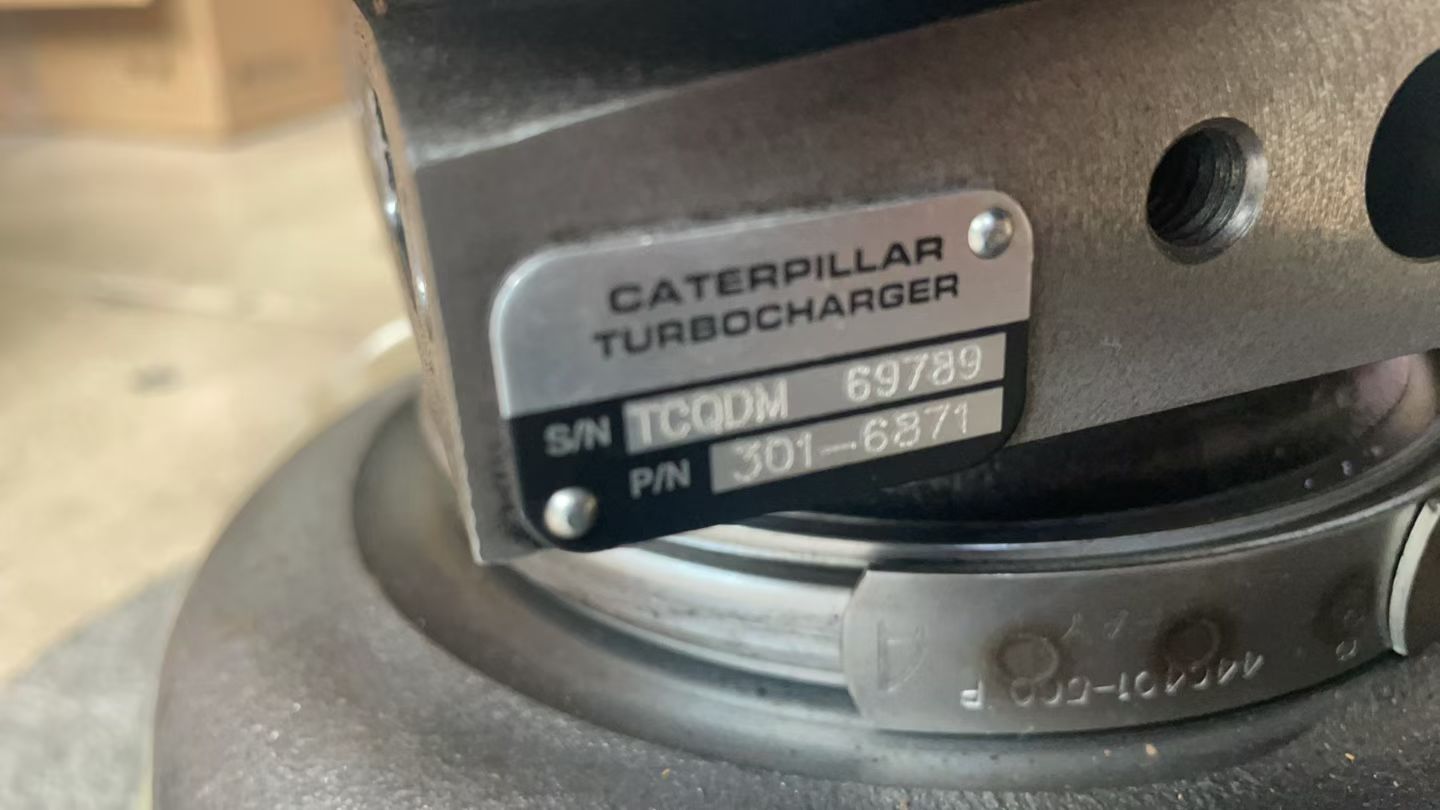 CATERPILLAR
TURBOCHARGER
S/N TCQDM 69789
P/N 301-6871